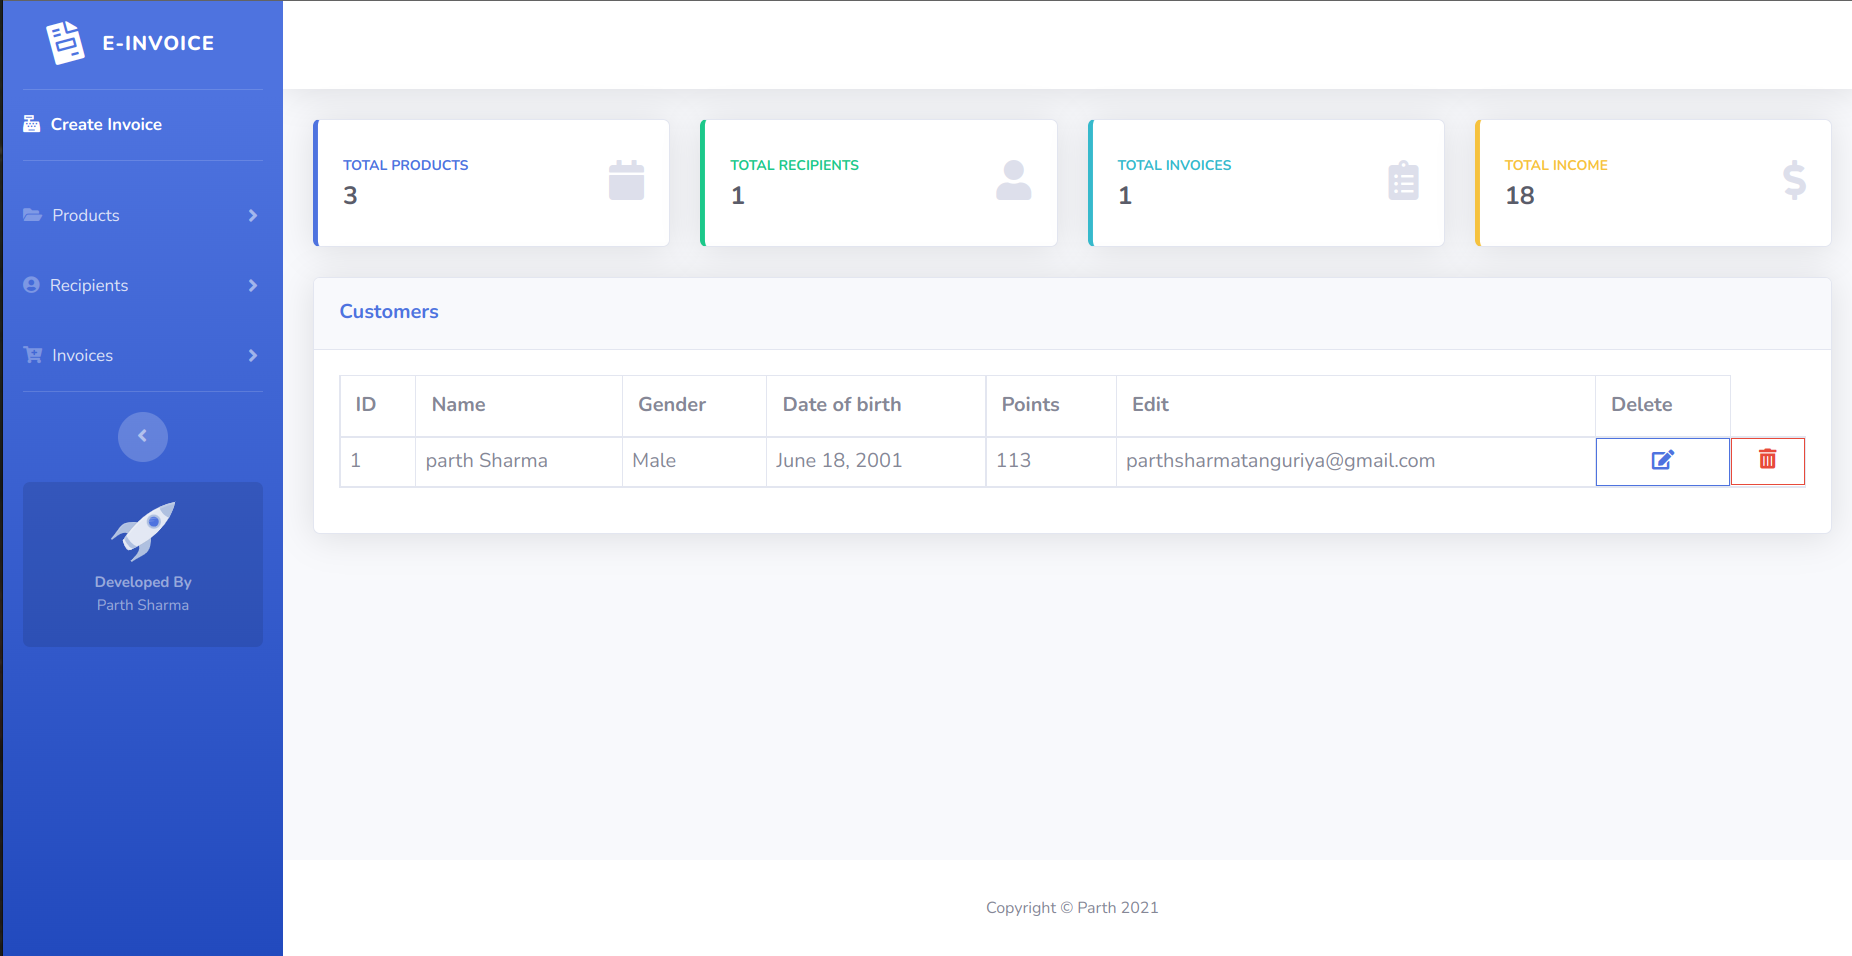 E-INVOICE
Create Invoice
Products
Recipients
Invoices
Developed By
Parth Sharma
TOTAL PRODUCTS
3
TOTAL RECIPIENTS
1
TOTAL INVOICES
1
TOTAL INCOME
18
Customers
ID Name Gender Date of birth Points Edit Delete
1 parth Sharma Male June 18, 2001 113 parthsharmatanguriya@gmail.com
Copyright © Parth 2021